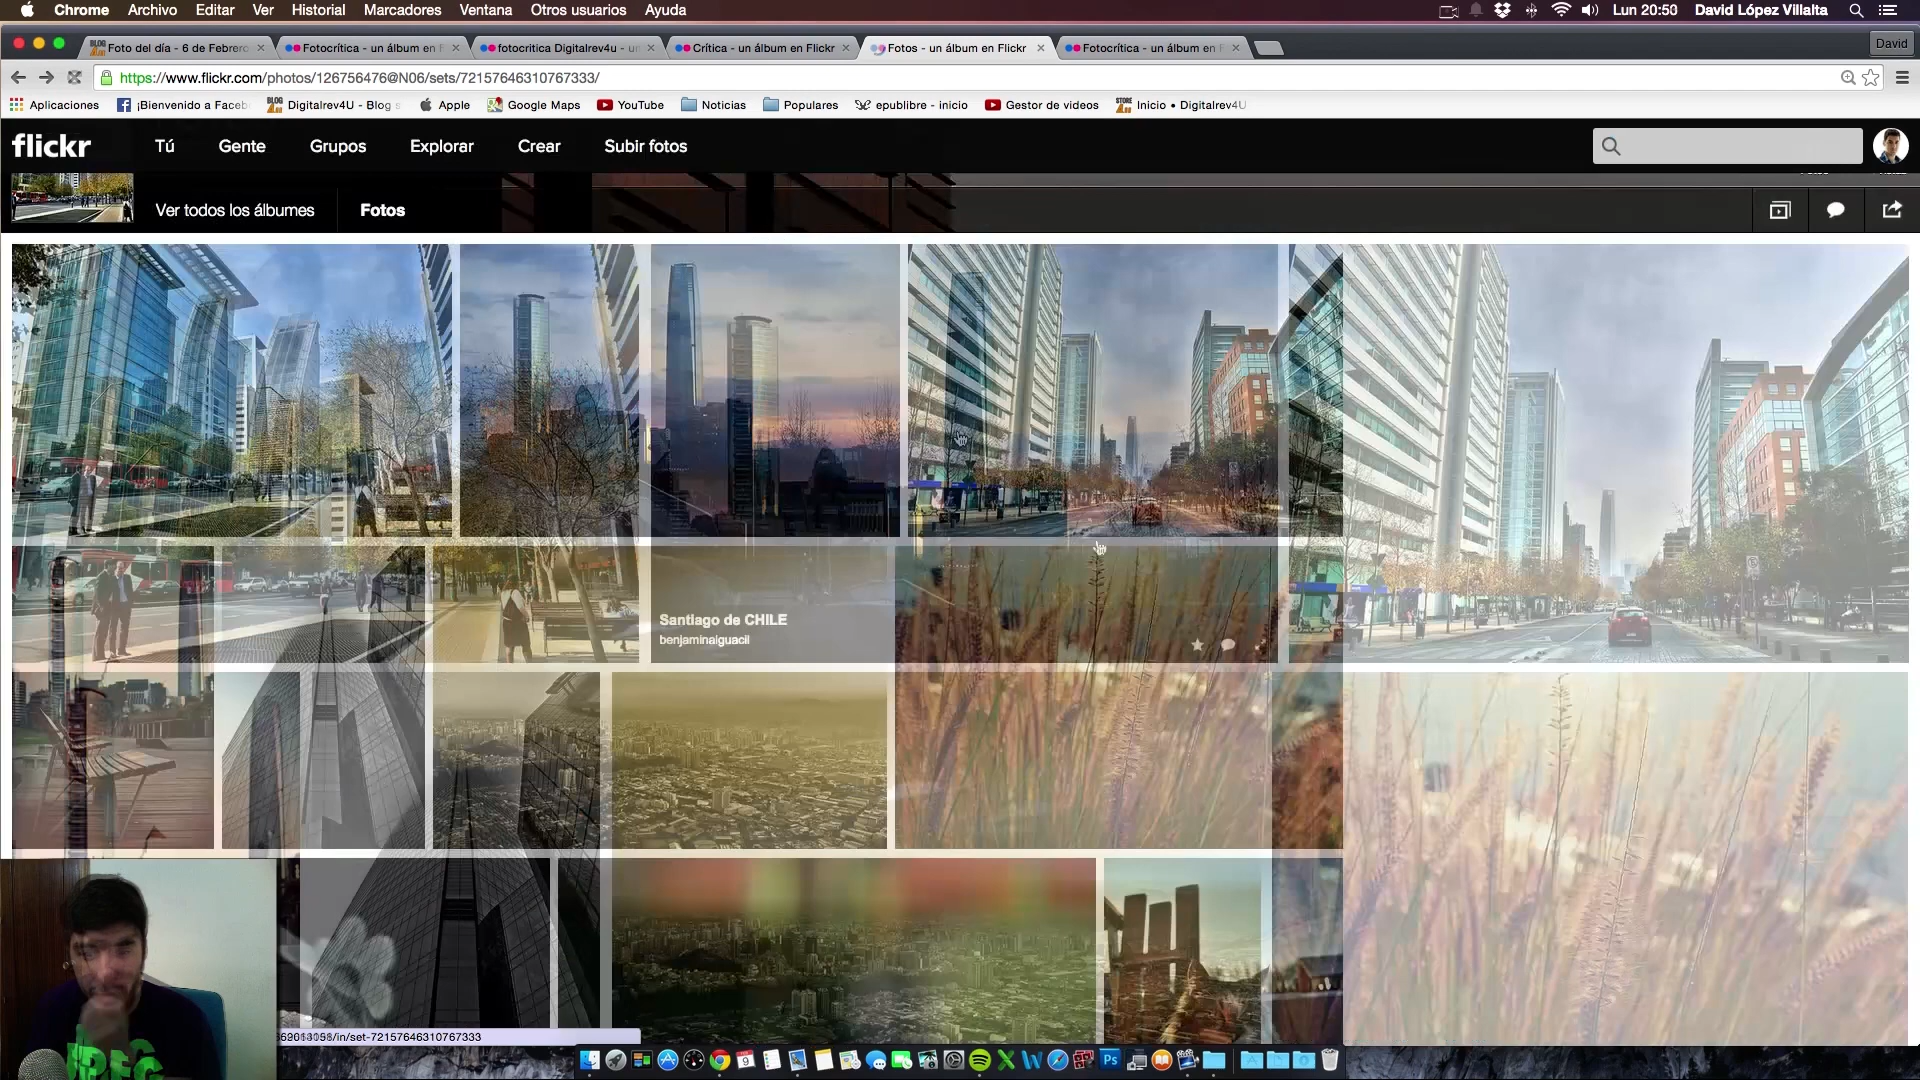 Chrome Archivo Editar Ver Historial Marcadores Ventana Otros usuarios Ayuda
Lun 20:50 David López Villalta
Foto del día - 6 de Febrero
Fotocrítica - un álbum en F
fotocritica Digitalrev4u - un
Crítica - un álbum en Flickr
Fotos - un álbum en Flickr
Fotocrítica - un álbum en F
David
https://www.flickr.com/photos/126756476@N06/sets/72157646310767333/
Aplicaciones
¡Bienvenido a Faceb
Digitalrev4U - Blog s
Apple
Google Maps
YouTube
Noticias
Populares
epublibre - inicio
Gestor de videos
Inicio • Digitalrev4U
flickr Tú Gente Grupos Explorar Crear Subir fotos
Ver todos los álbumes Fotos
Santiago de CHILE
benjaminalguacil
/in/set-72157646310767333